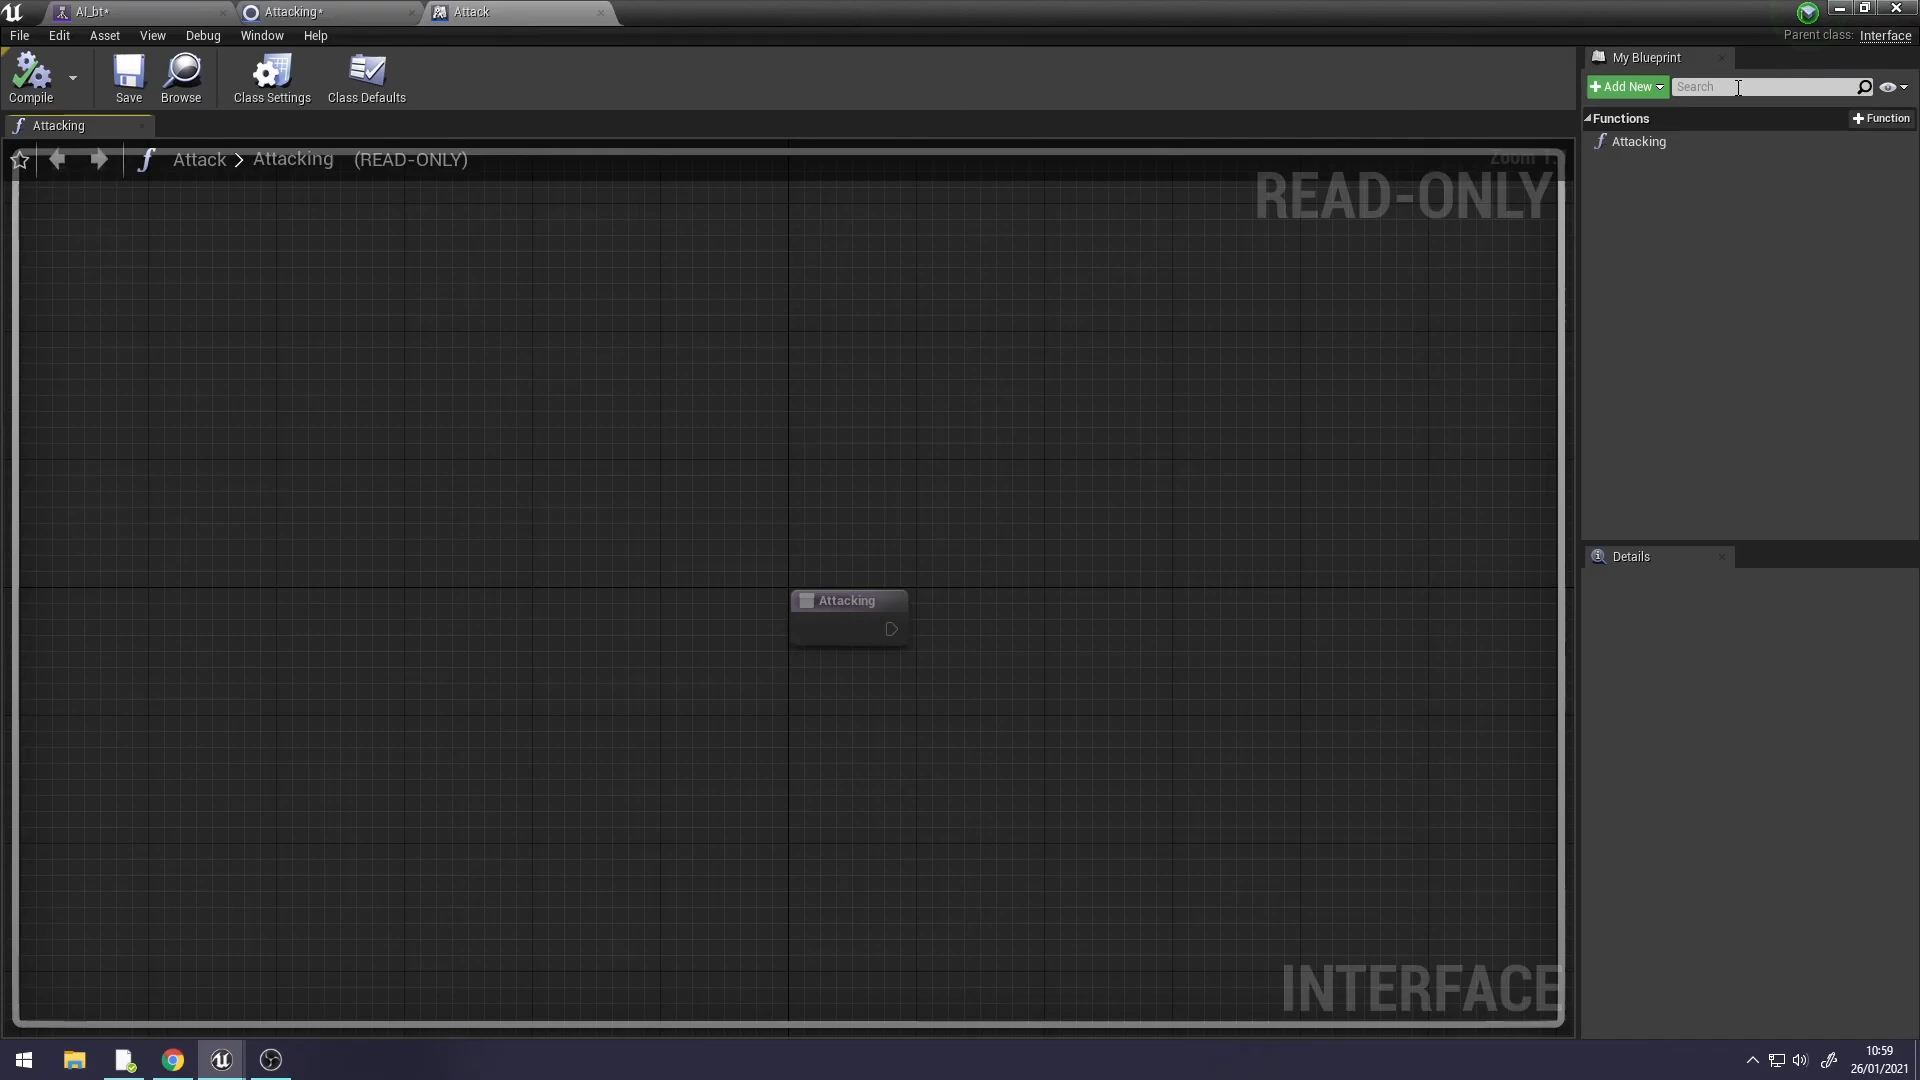 AI_bt*
Attacking*
Attack
File Edit Asset View Debug Window Help
Parent class: Interface
Compile
Save
Browse
Class Settings
Class Defaults
My Blueprint
+ Add New
Search
Functions
+ Function
Attacking
Attacking
Attack > Attacking (READ-ONLY)
READ-ONLY
Attacking
Details
INTERFACE
10:59
26/01/2021